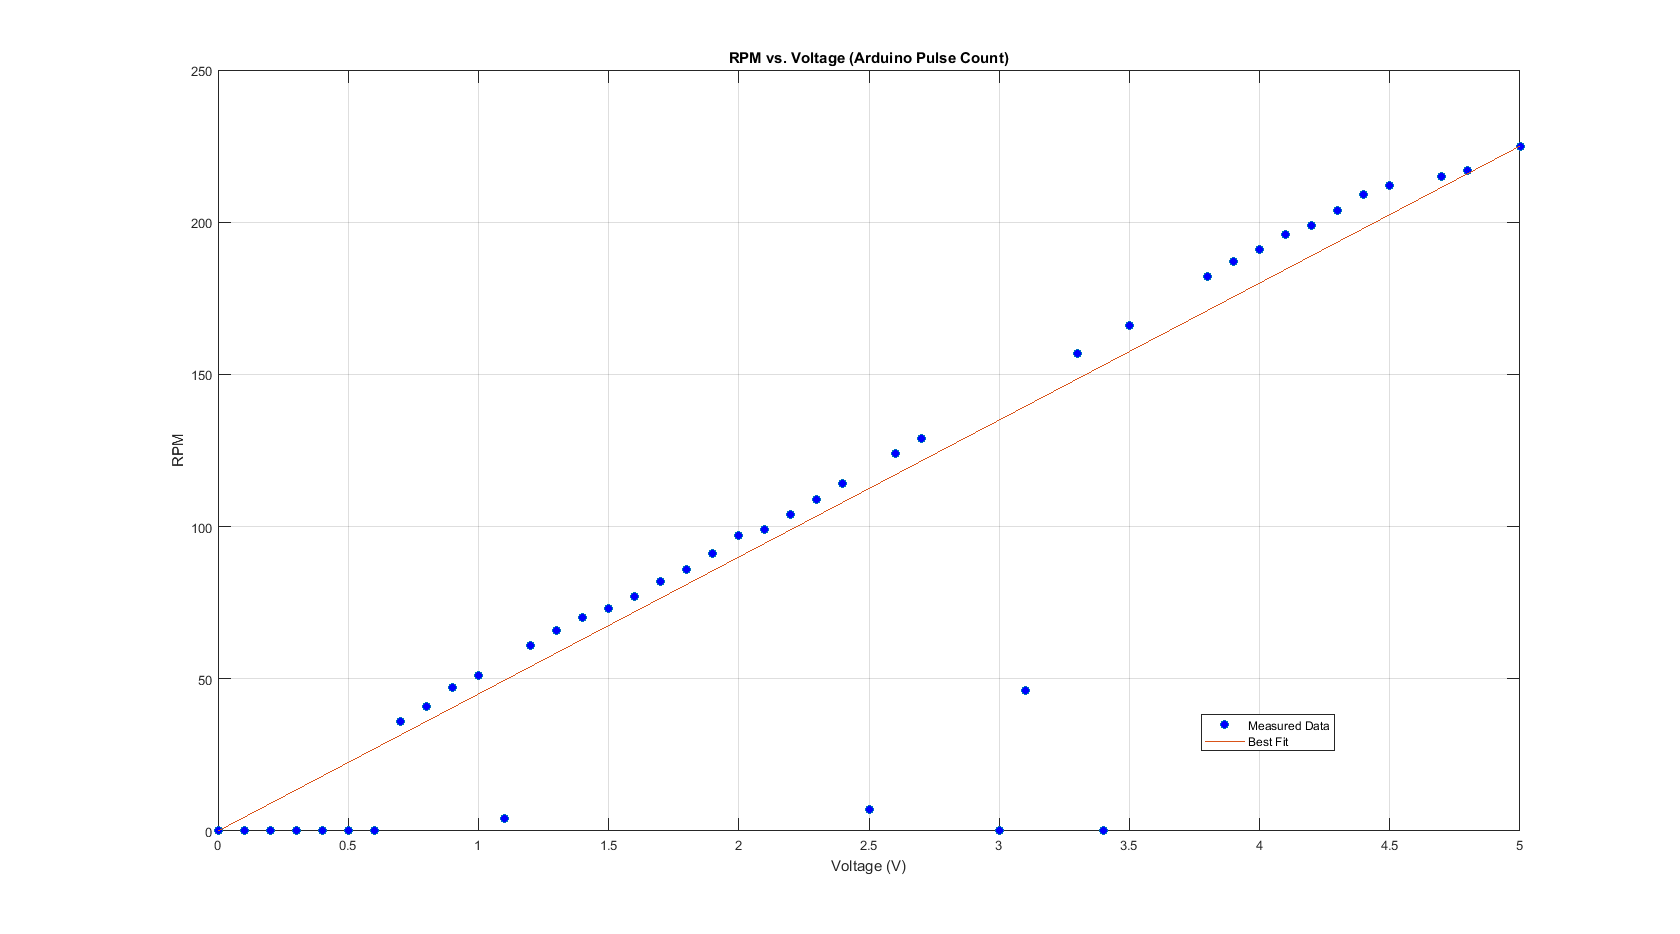 RPM vs. Voltage (Arduino Pulse Count)
250
200
150
100
50
0
RPM
Measured Data
Best Fit
0 0.5 1 1.5 2 2.5 3 3.5 4 4.5 5
Voltage (V)